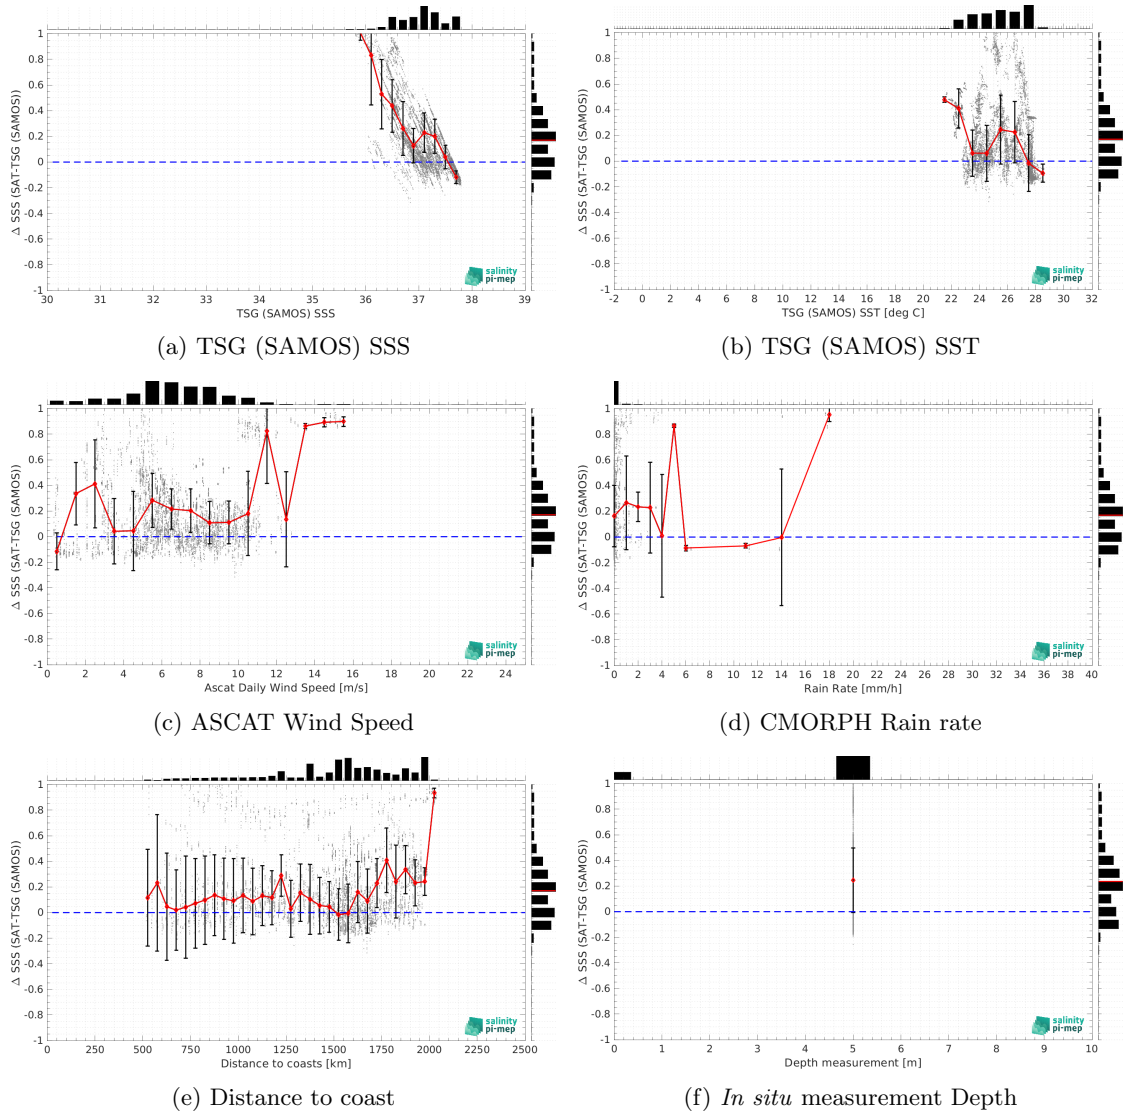 1
0.8
0.6
0.4
0.2
0
-0.2
-0.4
-0.6
-0.8
-1
Δ SSS (SAT-TSG (SAMOS))
30 31 32 33 34 35 36 37 38 39
TSG (SAMOS) SSS
salinity
pi-mep
(a) TSG (SAMOS) SSS
1
0.8
0.6
0.4
0.2
0
-0.2
-0.4
-0.6
-0.8
-1
Δ SSS (SAT-TSG (SAMOS))
-2 0 2 4 6 8 10 12 14 16 18 20 22 24 26 28 30 32
TSG (SAMOS) SST [deg C]
salinity
pi-mep
(b) TSG (SAMOS) SST
1
0.8
0.6
0.4
0.2
0
-0.2
-0.4
-0.6
-0.8
-1
Δ SSS (SAT-TSG (SAMOS))
0 2 4 6 8 10 12 14 16 18 20 22 24
Ascat Daily Wind Speed [m/s]
salinity
pi-mep
(c) ASCAT Wind Speed
1
0.8
0.6
0.4
0.2
0
-0.2
-0.4
-0.6
-0.8
-1
Δ SSS (SAT-TSG (SAMOS))
0 2 4 6 8 10 12 14 16 18 20 22 24 26 28 30 32 34 36 38 40
Rain Rate [mm/h]
salinity
pi-mep
(d) CMORPH Rain rate
1
0.8
0.6
0.4
0.2
0
-0.2
-0.4
-0.6
-0.8
-1
Δ SSS (SAT-TSG (SAMOS))
0 250 500 750 1000 1250 1500 1750 2000 2250 2500
Distance to coasts [km]
salinity
pi-mep
(e) Distance to coast
1
0.8
0.6
0.4
0.2
0
-0.2
-0.4
-0.6
-0.8
-1
Δ SSS (SAT-TSG (SAMOS))
0 1 2 3 4 5 6 7 8 9 10
Depth measurement [m]
salinity
pi-mep
(f) In situ measurement Depth